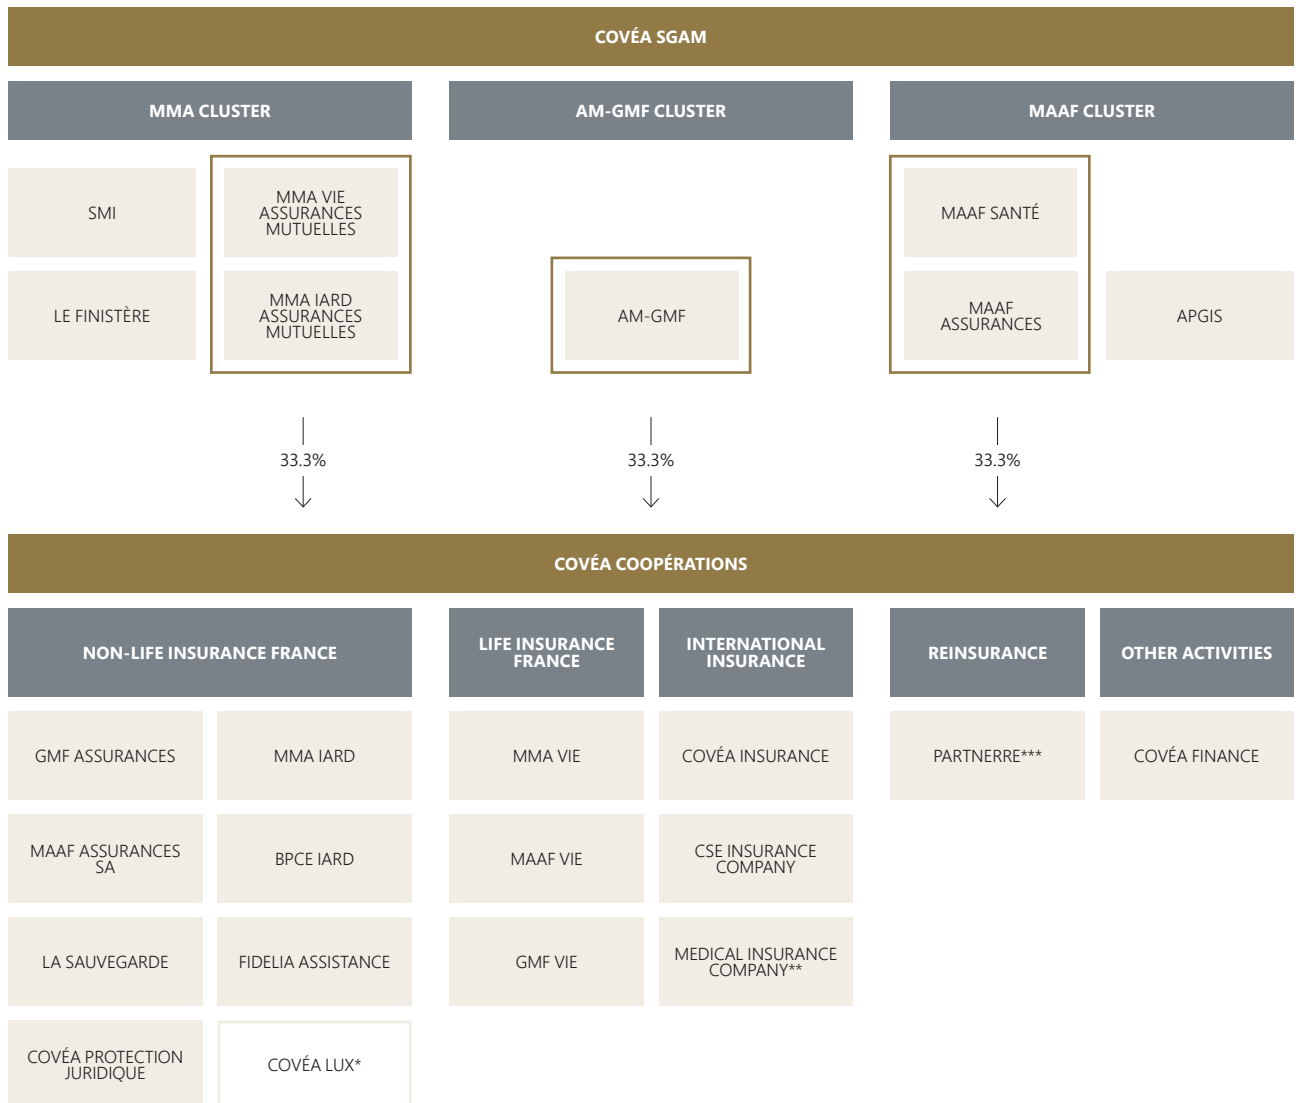 COVÉA SGAM
MMA CLUSTER
AM-GMF CLUSTER
MAAF CLUSTER
SMI
MMA VIE
ASSURANCES
MUTUELLES
MAAF SANTÉ
LE FINISTÈRE
MMA IARD
ASSURANCES
MUTUELLES
AM-GMF
MAAF
ASSURANCES
APGIS
33.3%
33.3%
33.3%
COVÉA COOPÉRATIONS
NON-LIFE INSURANCE FRANCE
LIFE INSURANCE
FRANCE
INTERNATIONAL
INSURANCE
REINSURANCE
OTHER ACTIVITIES
GMF ASSURANCES
MMA IARD
MMA VIE
COVÉA INSURANCE
PARTNERRE***
COVÉA FINANCE
MAAF ASSURANCES
SA
BPCE IARD
MAAF VIE
CSE INSURANCE
COMPANY
LA SAUVEGARDE
FIDELIA ASSISTANCE
GMF VIE
MEDICAL INSURANCE
COMPANY**
COVÉA PROTECTION
JURIDIQUE
COVÉA LUX*